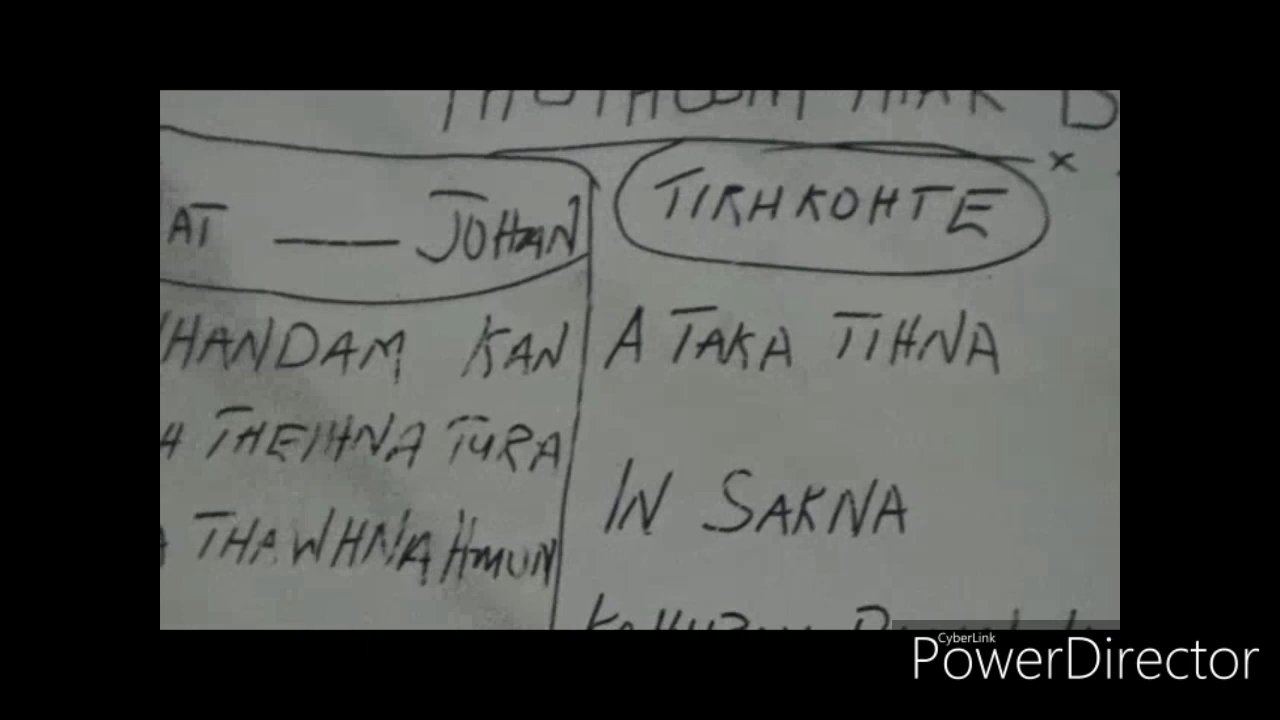 AT — JOHAN
HANDAM KAN
THEIHNA TURA
THAWHNA HMUN
TIRHKOHTE
x
A TAKA TIHNA
IN SAKNA
CyberLink
PowerDirector